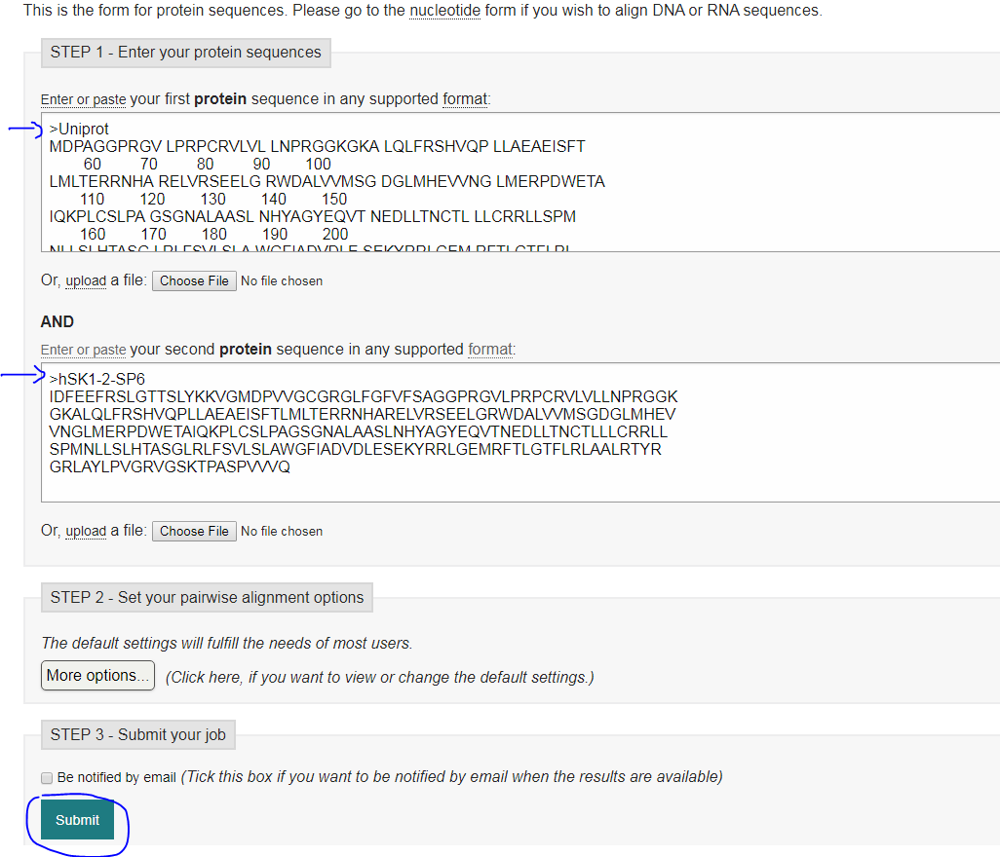 This is the form for protein sequences. Please go to the nucleotide form if you wish to align DNA or RNA sequences.
STEP 1 - Enter your protein sequences
Enter or paste your first protein sequence in any supported format:
>Uniprot
MDPAGGPRGV LPRPCRVLVL LNPRGGKGKA LQLFRSHVQP LLAEAEISFT
60 70 80 90 100
LMLTERRNHA RELVRSEELG RWDALVVMSG DGLMHEVVNG LMERPDWETA
110 120 130 140 150
IQKPLCSLPA GSGNALAASL NHYAGYEQVT NEDLLTNCTL LLCRRLLSPM
160 170 180 190 200
NLLSLHTASG LRLFSVLSLA WGFIADVDLE SEKYRRLGEM RFTLGTFLRL
Or, upload a file: Choose File No file chosen
AND
Enter or paste your second protein sequence in any supported format:
>hSK1-2-SP6
IDFEEFRSLGTTSLYKKVGMDPVVGCGRGLFGFVFSAGGPRGVLPRPCRVLVLLNPRGGK
GKALQLFRSHVQPLLAEAEISFTLMLTERRNHARELVRSEELGRWDALVVMSGDGLMHEV
VNGLMERPDWETAIQKPLCSLPAGSGNALAASLNHYAGYEQVTNEDLLTNCTLLLCRRLL
SPMNLLSLHTASGLRLFSVLSLAWGFIADVDLESEKYRRLGEMRFTLGTFLRLAALRTYR
GRLAYLPVGRVGSKTPASPVVVQ
Or, upload a file: Choose File No file chosen
STEP 2 - Set your pairwise alignment options
The default settings will fulfill the needs of most users.
More options... (Click here, if you want to view or change the default settings.)
STEP 3 - Submit your job
Be notified by email (Tick this box if you want to be notified by email when the results are available)
Submit